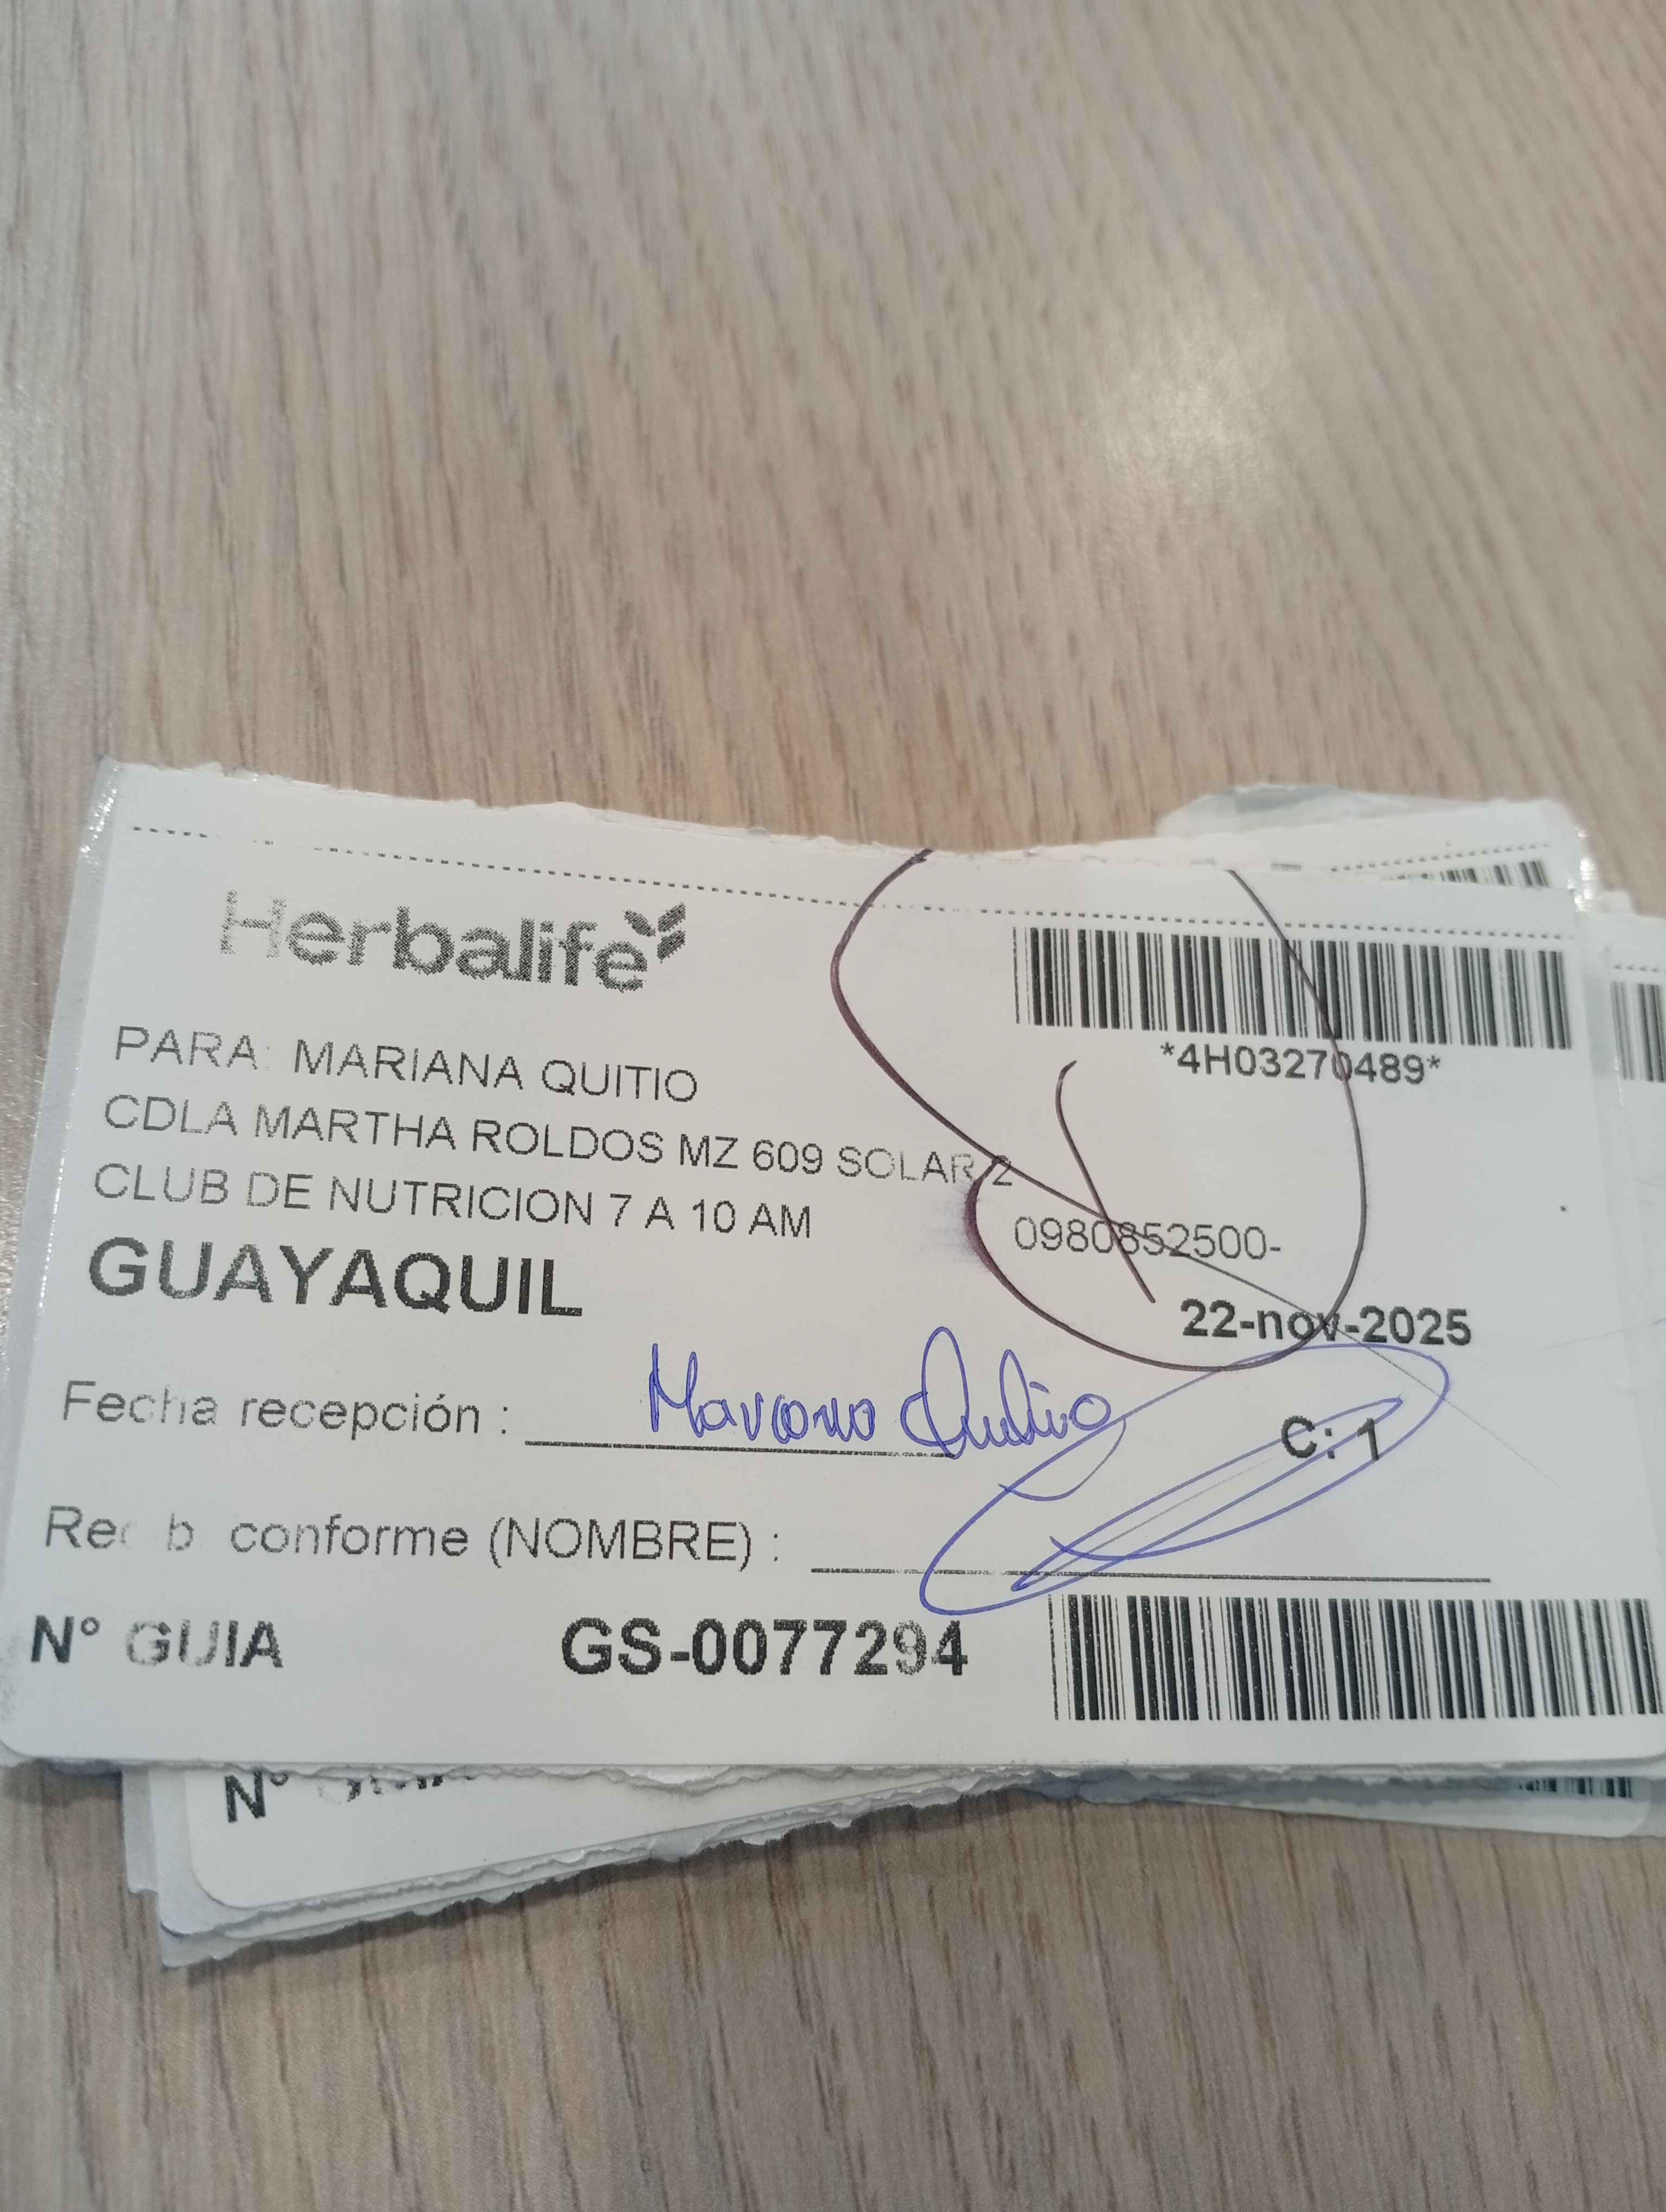 Herbalife
*4H03270489*
PARA: MARIANA QUITIO
CDLA MARTHA ROLDOS MZ 609 SOLAR 2
CLUB DE NUTRICION 7 A 10 AM
0980852500-
GUAYAQUIL
22-nov-2025
Fecha recepción : Mariana Quitio
C: 1
Recib conforme (NOMBRE) :
N° GUIA GS-0077294
N°